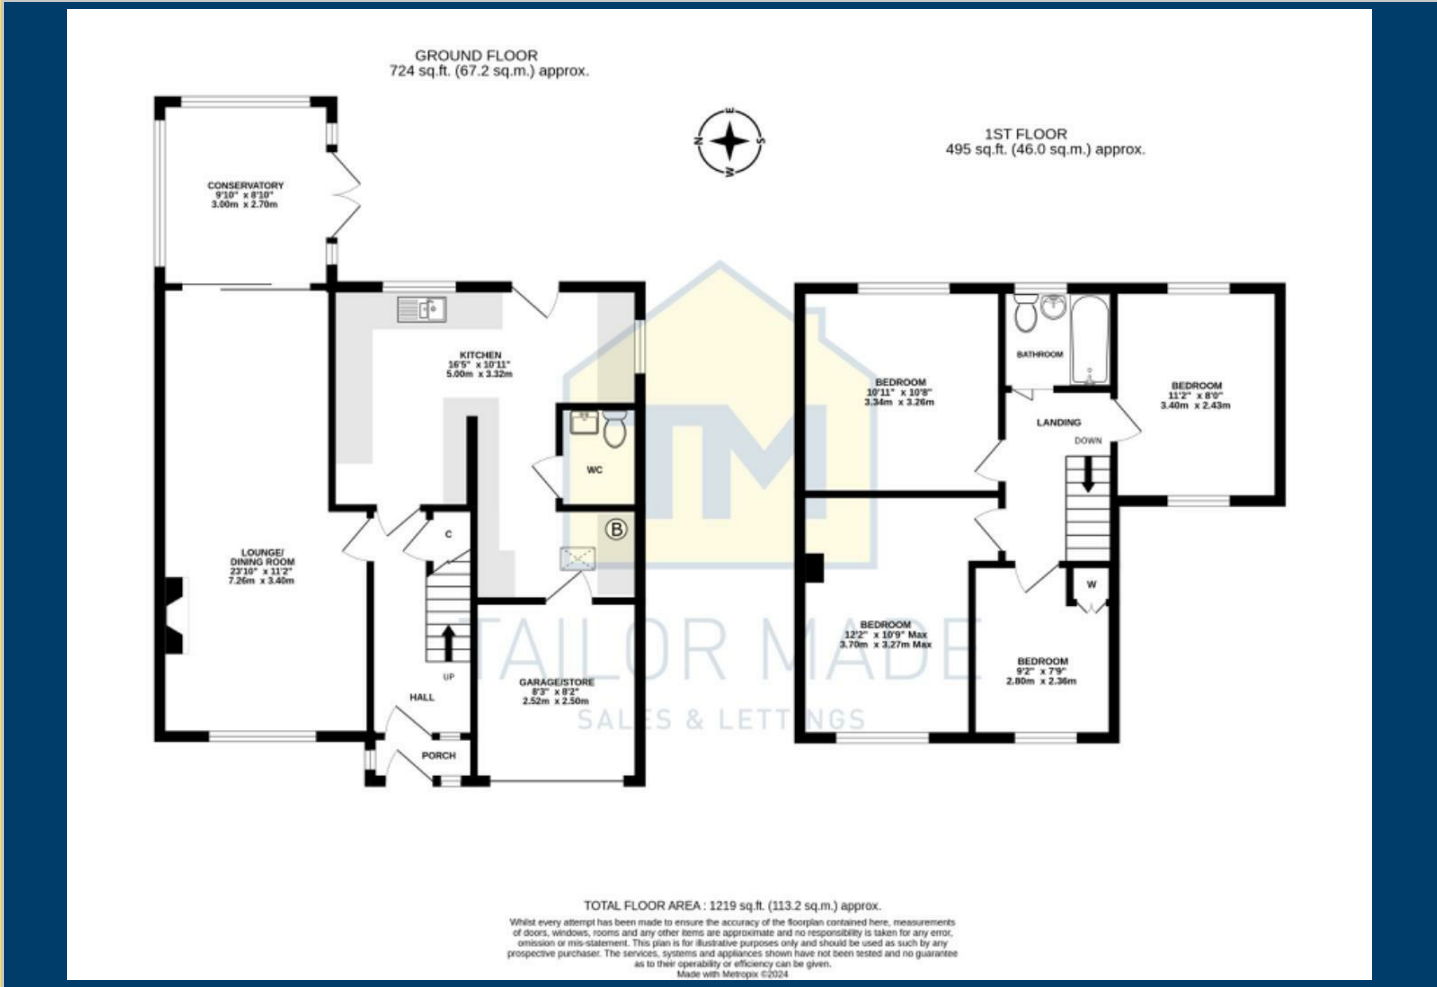 GROUND FLOOR
724 sq.ft. (67.2 sq.m.) approx.
E
N
S
W
1ST FLOOR
495 sq.ft. (46.0 sq.m.) approx.
CONSERVATORY
9'10" x 8'10"
3.00m x 2.70m
KITCHEN
16'5" x 10'11"
5.00m x 3.32m
WC
B
C
LOUNGE/
DINING ROOM
23'10" x 11'2"
7.26m x 3.40m
UP
HALL
PORCH
GARAGE/STORE
8'3" x 8'2"
2.52m x 2.50m
BEDROOM
10'11" x 10'8"
3.34m x 3.26m
BATHROOM
BEDROOM
11'2" x 8'0"
3.40m x 2.43m
LANDING
DOWN
W
BEDROOM
12'2" x 10'9" Max
3.70m x 3.27m Max
BEDROOM
9'2" x 7'9"
2.80m x 2.36m
TM
TAILOR MADE
SALES & LETTINGS
TOTAL FLOOR AREA : 1219 sq.ft. (113.2 sq.m.) approx.
Whilst every attempt has been made to ensure the accuracy of the floorplan contained here, measurements
of doors, windows, rooms and any other items are approximate and no responsibility is taken for any error,
omission or mis-statement. This plan is for illustrative purposes only and should be used as such by any
prospective purchaser. The services, systems and appliances shown have not been tested and no guarantee
as to their operability or efficiency can be given.
Made with Metropix ©2024